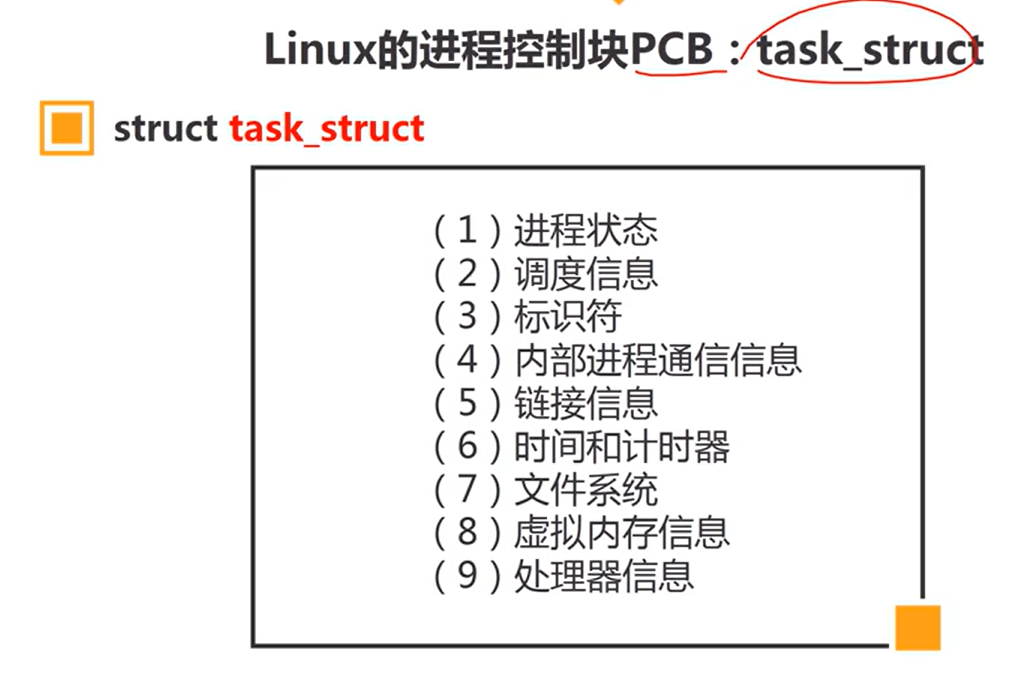 Linux的进程控制块PCB：task_struct
struct task_struct
（1）进程状态
（2）调度信息
（3）标识符
（4）内部进程通信信息
（5）链接信息
（6）时间和计时器
（7）文件系统
（8）虚拟内存信息
（9）处理器信息